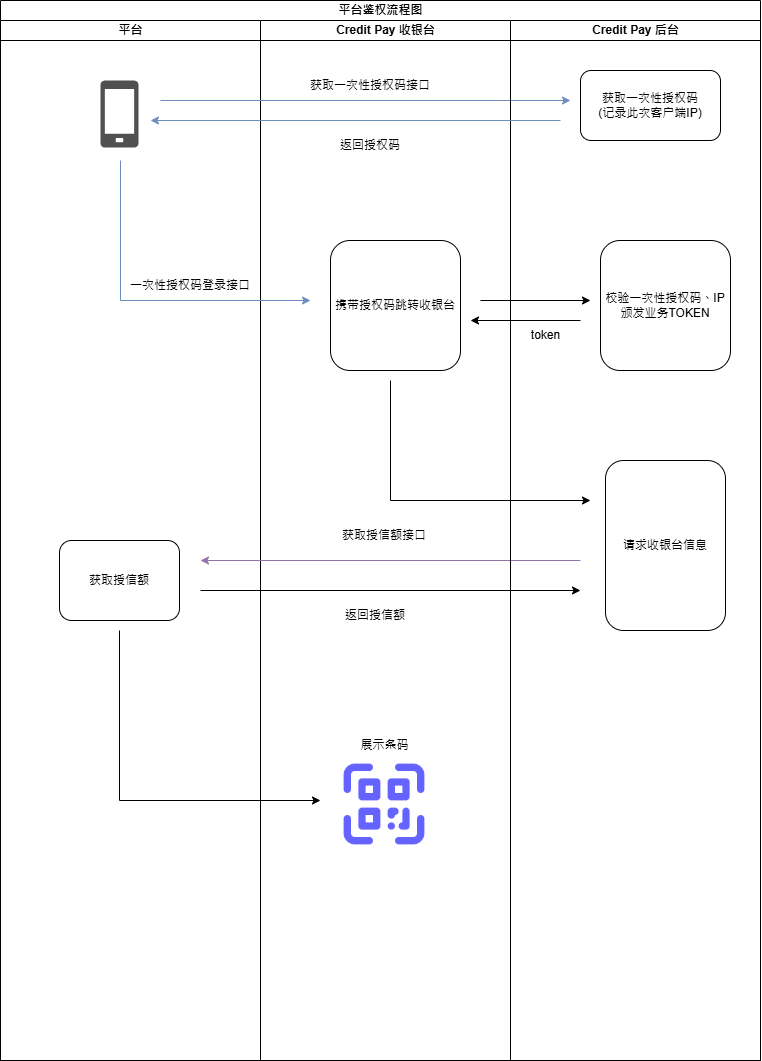 平台鉴权流程图
平台
Credit Pay 收银台
Credit Pay 后台
获取一次性授权码接口
获取一次性授权码
(记录此次客户端IP)
返回授权码
一次性授权码登录接口
携带授权码跳转收银台
校验一次性授权码、IP
颁发业务TOKEN
token
获取授信额接口
请求收银台信息
获取授信额
返回授信额
展示条码